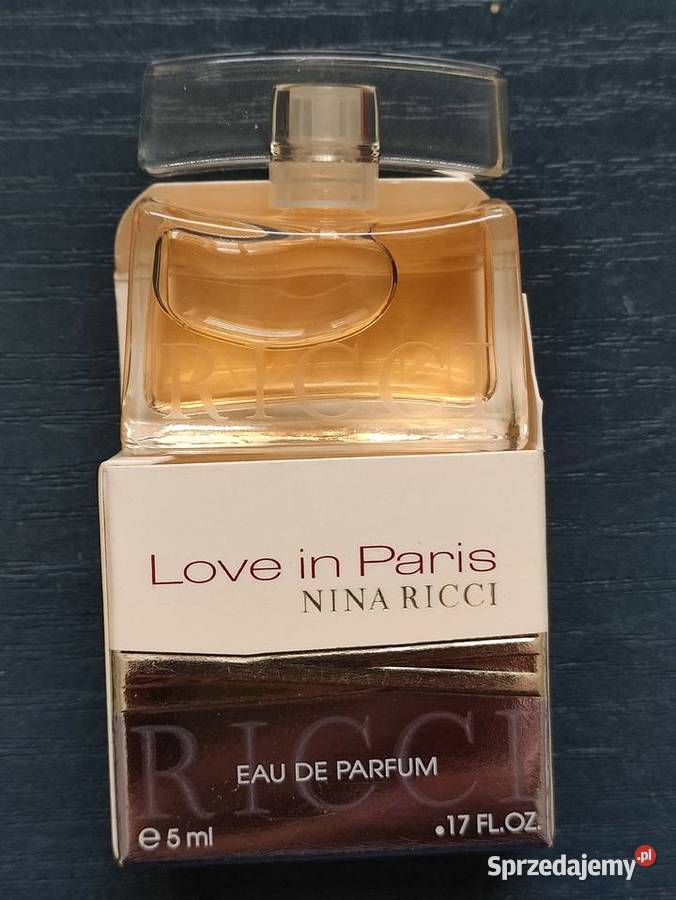 RICCI
Love in Paris
NINA RICCI
RICCI
EAU DE PARFUM
℮ 5 ml .17 FL.OZ.
Sprzedajemy.pl